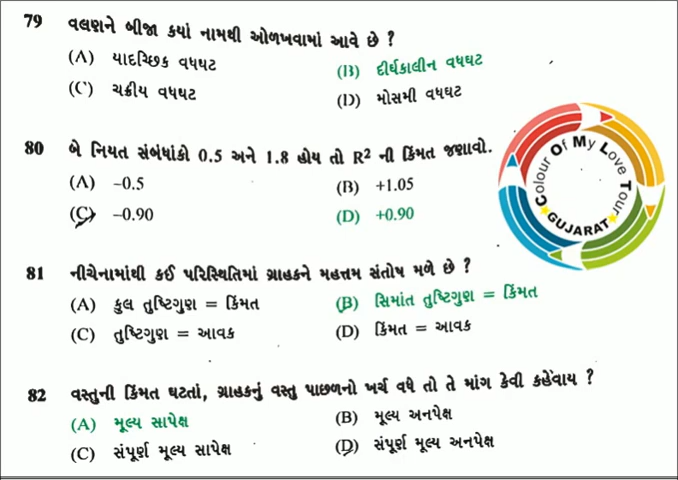 79 વલણને બીજા કયાં નામથી ઓળખવામાં આવે છે ?
(A) યાદચ્છિક વધઘટ (B) દીર્ઘકાલીન વધઘટ
(C) ચક્રીય વધઘટ (D) મોસમી વધઘટ
80 બે નિયત સંબંધાંકો 0.5 અને 1.8 હોય તો R² ની કિંમત જણાવો.
(A) –0.5 (B) +1.05
(C) –0.90 (D) +0.90
Colour Of My Love Tour
GUJARAT
81 નીચેનામાંથી કઈ પરિસ્થિતિમાં ગ્રાહકને મહત્તમ સંતોષ મળે છે ?
(A) કુલ તુષ્ટિગુણ = કિંમત (B) સિમાંત તુષ્ટિગુણ = કિંમત
(C) તુષ્ટિગુણ = આવક (D) કિંમત = આવક
82 વસ્તુની કિંમત ઘટતાં, ગ્રાહકનું વસ્તુ પાછળનો ખર્ચ વધે તો તે માંગ કેવી કહેંવાય ?
(A) મૂલ્ય સાપેક્ષ (B) મૂલ્ય અનપેક્ષ
(C) સંપૂર્ણ મૂલ્ય સાપેક્ષ (D) સંપૂર્ણ મૂલ્ય અનપેક્ષ